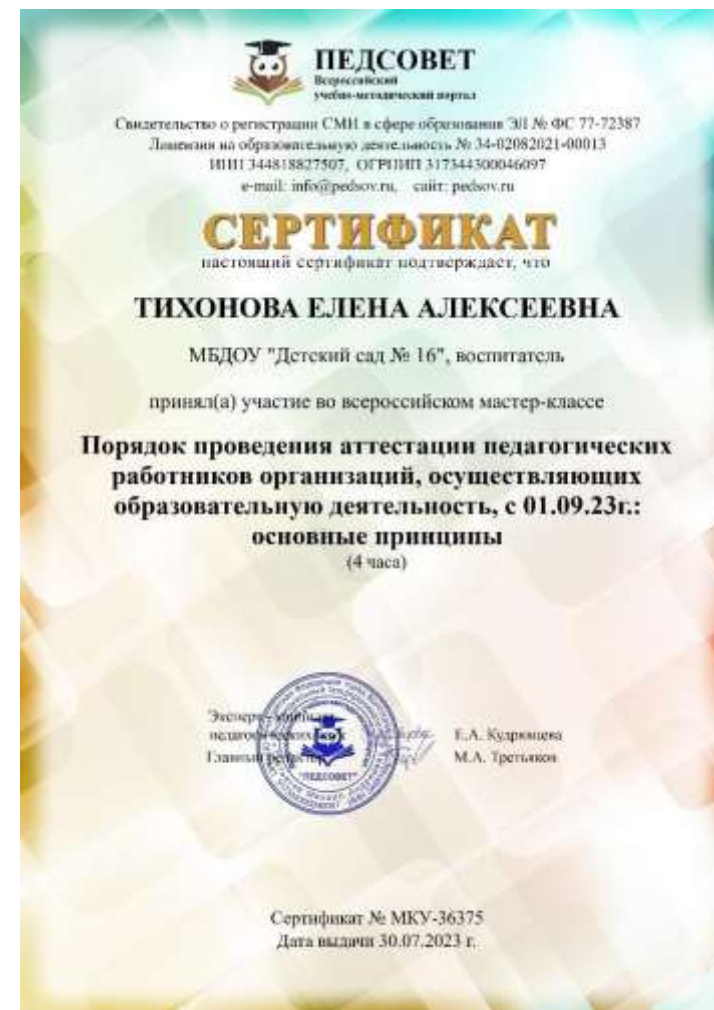 ПЕДСОВЕТ
Всероссийский
учебно-методический портал
Свидетельство о регистрации СМИ в сфере образования ЭЛ № ФС 77-72387
Лицензия на образовательную деятельность № 34-02082021-00013
ИНН 344818827507, ОГРНИП 317344300046097
e-mail: info@pedsov.ru, сайт: pedsov.ru
СЕРТИФИКАТ
настоящий сертификат подтверждает, что
ТИХОНОВА ЕЛЕНА АЛЕКСЕЕВНА
МБДОУ "Детский сад № 16", воспитатель
принял(а) участие во всероссийском мастер-классе
Порядок проведения аттестации педагогических
работников организаций, осуществляющих
образовательную деятельность, с 01.09.23г.:
основные принципы
(4 часа)
Е.А. Кудрявцева
Главный редактор М.А. Третьяков
"ПЕДСОВЕТ"
Сертификат № МКУ-36375
Дата выдачи 30.07.2023 г.